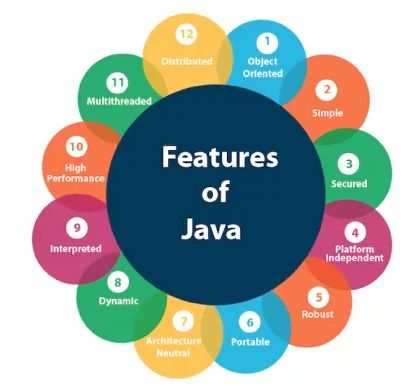 Features
of
Java
1
Object
Oriented
2
Simple
3
Secured
4
Platform
Independent
5
Robust
6
Portable
7
Architecture
Neutral
8
Dynamic
9
Interpreted
10
High
Performance
11
Multithreaded
12
Distributed